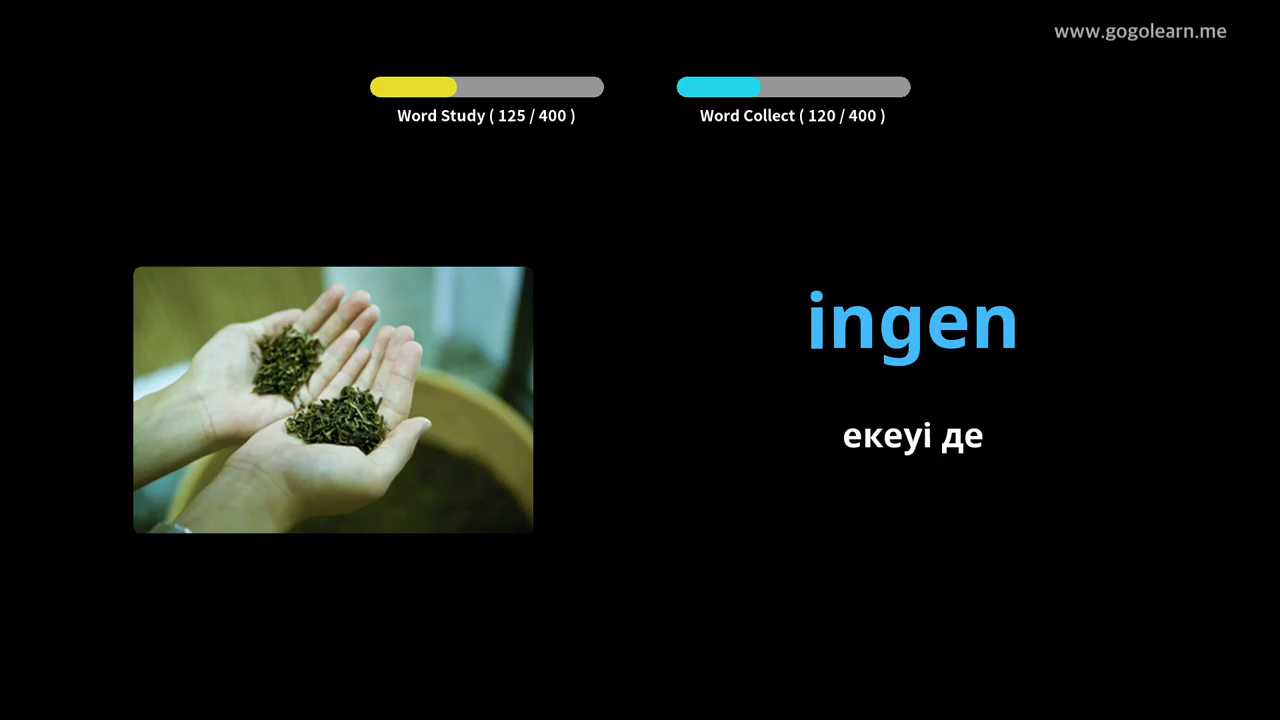 www.gogolearn.me
Word Study ( 125 / 400 )
Word Collect ( 120 / 400 )
ingen
екеуі де